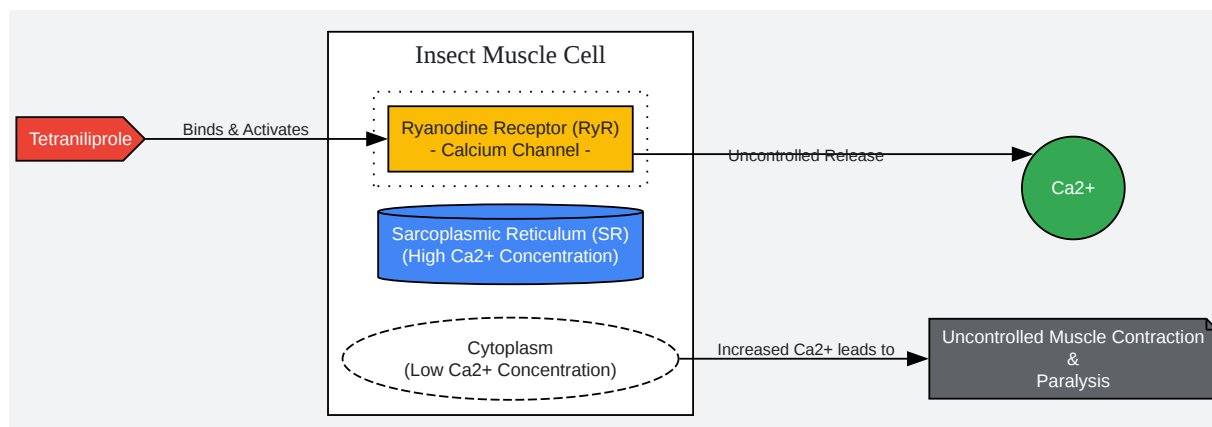 Insect Muscle Cell
Tetraniliprole
Binds & Activates
Ryanodine Receptor (RyR)
- Calcium Channel -
Uncontrolled Release
Ca2+
Sarcoplasmic Reticulum (SR)
(High Ca2+ Concentration)
Cytoplasm
(Low Ca2+ Concentration)
Increased Ca2+ leads to
Uncontrolled Muscle Contraction
&
Paralysis